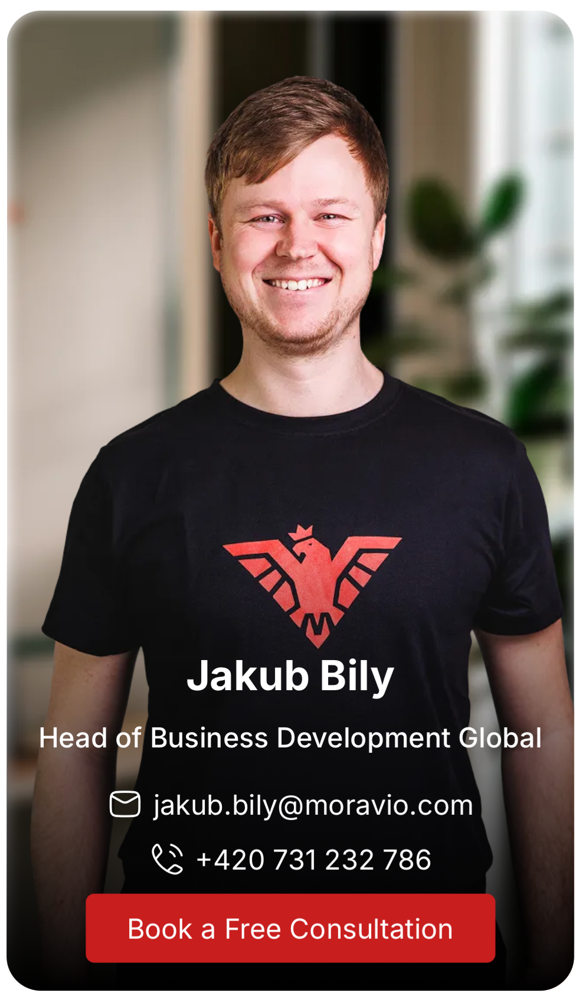 Jakub Bily
Head of Business Development Global
jakub.bily@moravio.com
+420 731 232 786
Book a Free Consultation